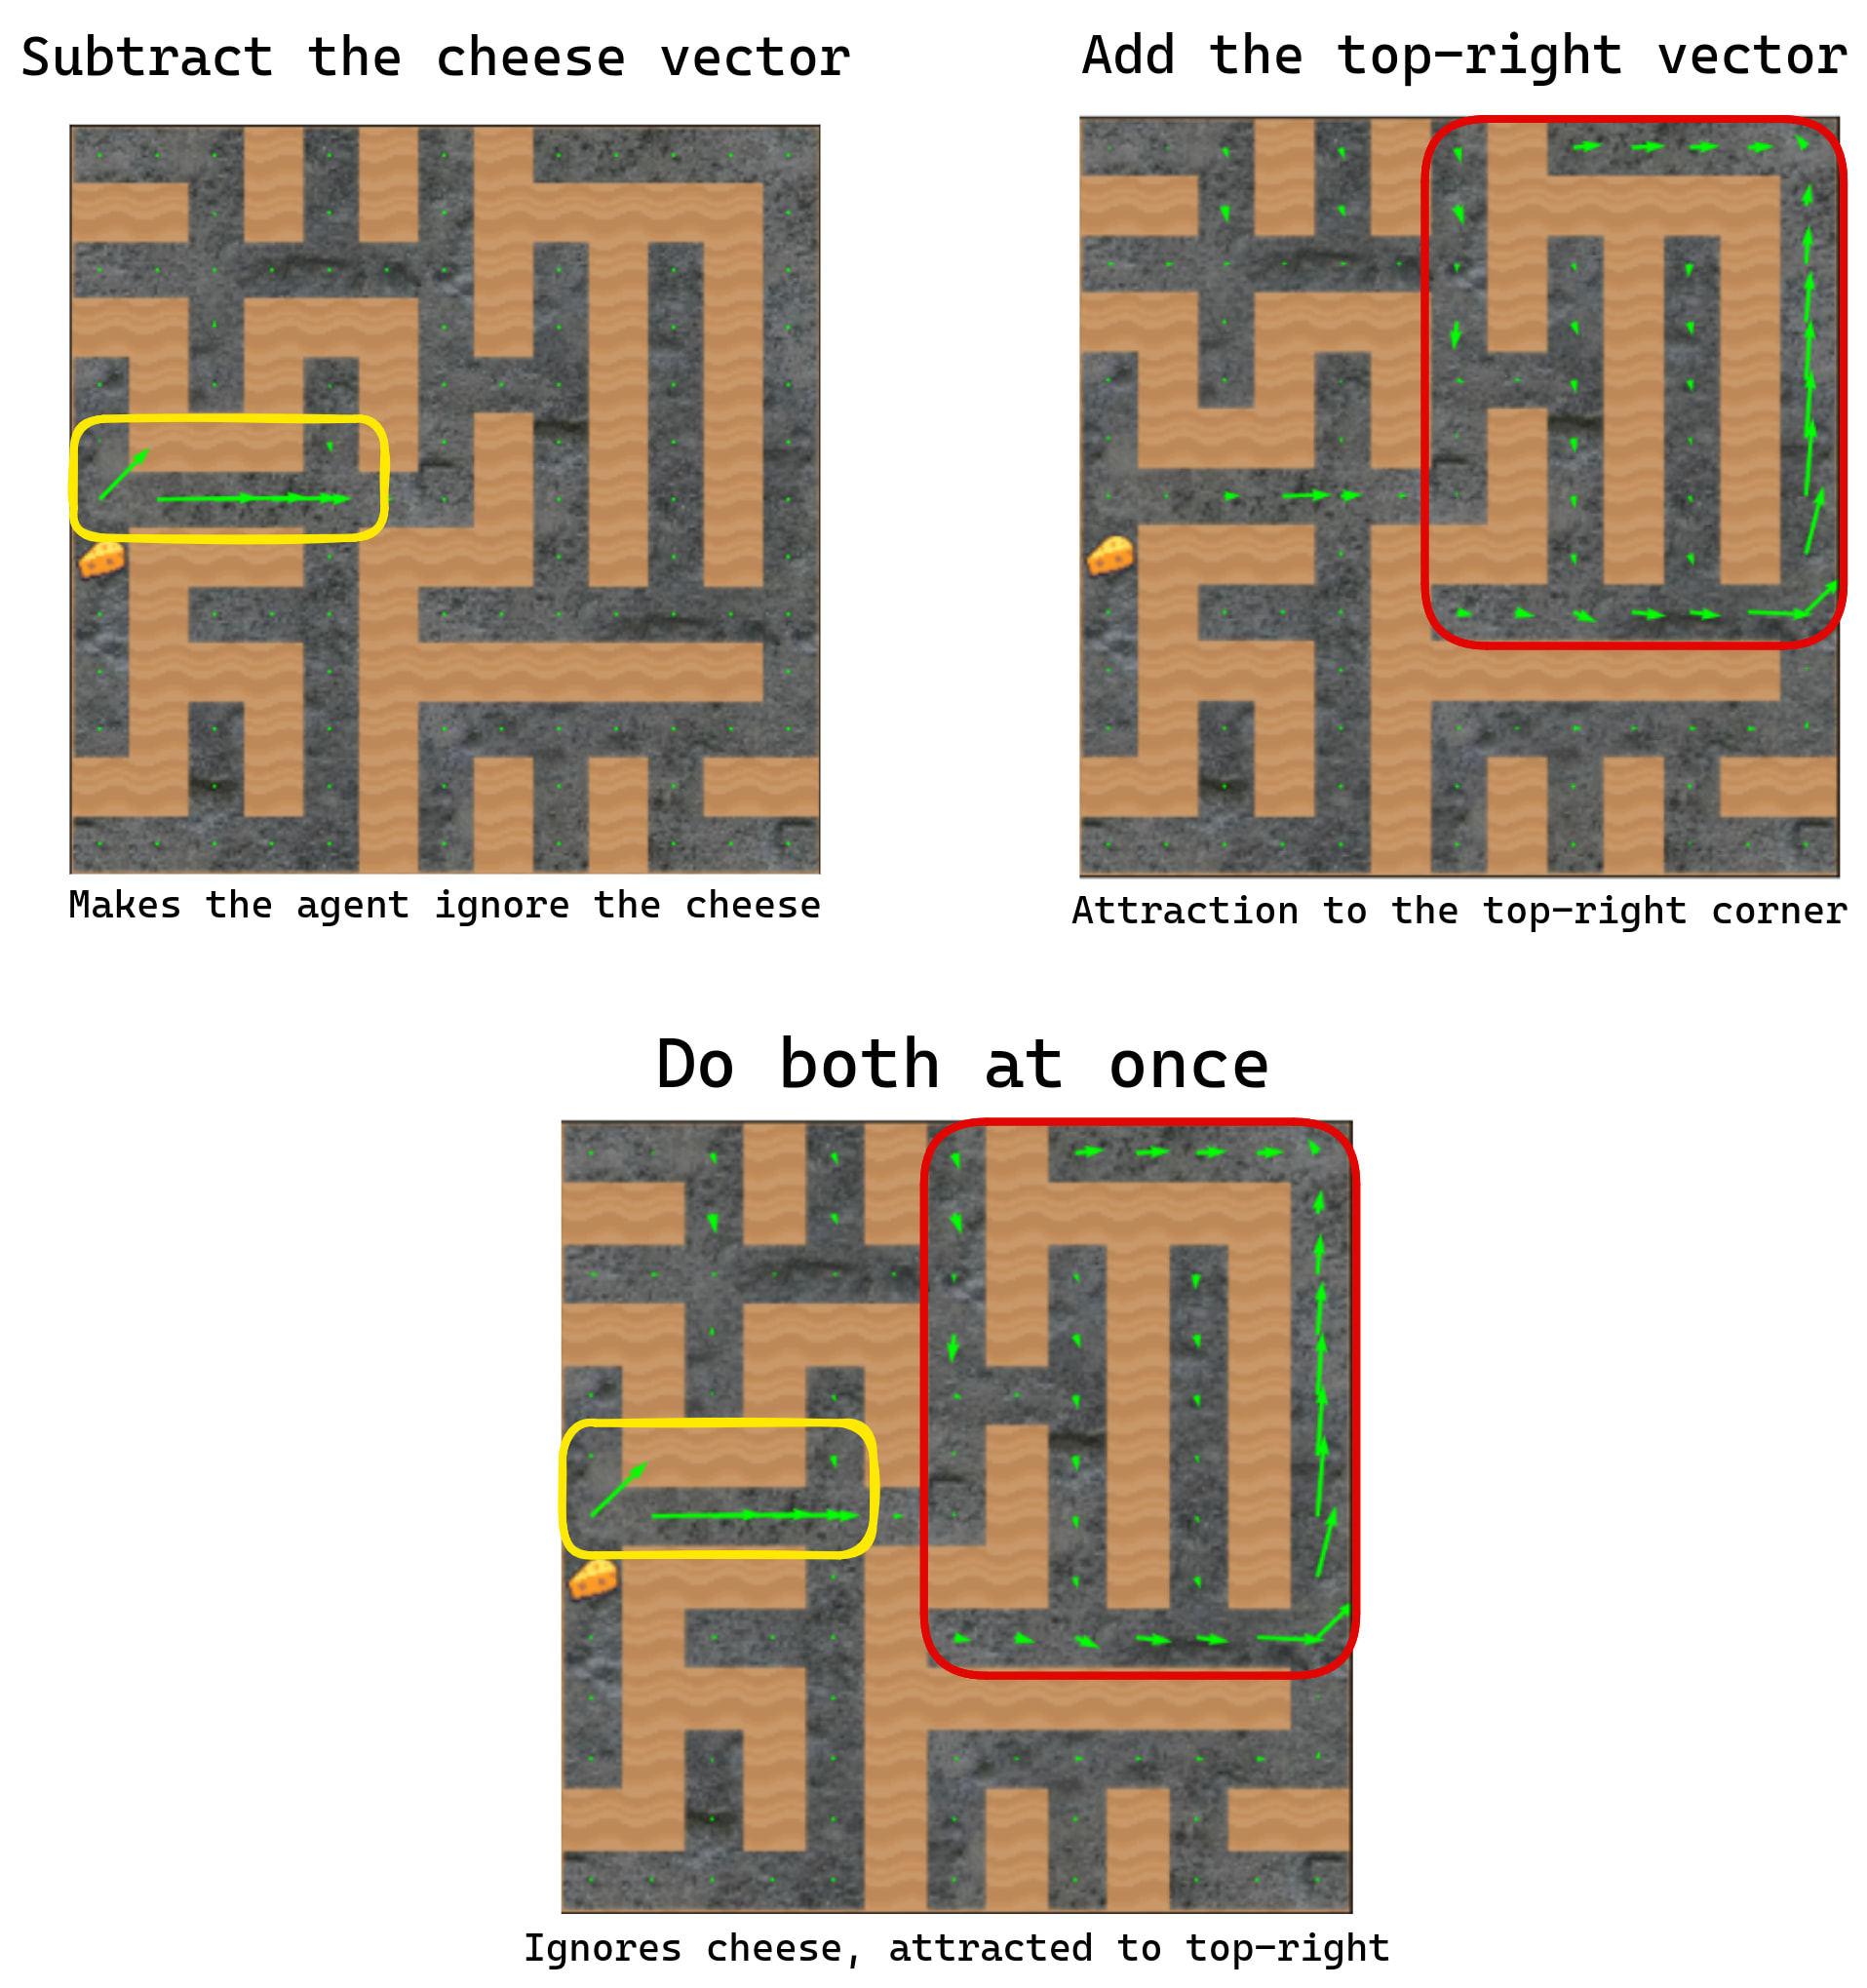 Subtract the cheese vector
Add the top-right vector
Makes the agent ignore the cheese
Attraction to the top-right corner
Do both at once
Ignores cheese, attracted to top-right